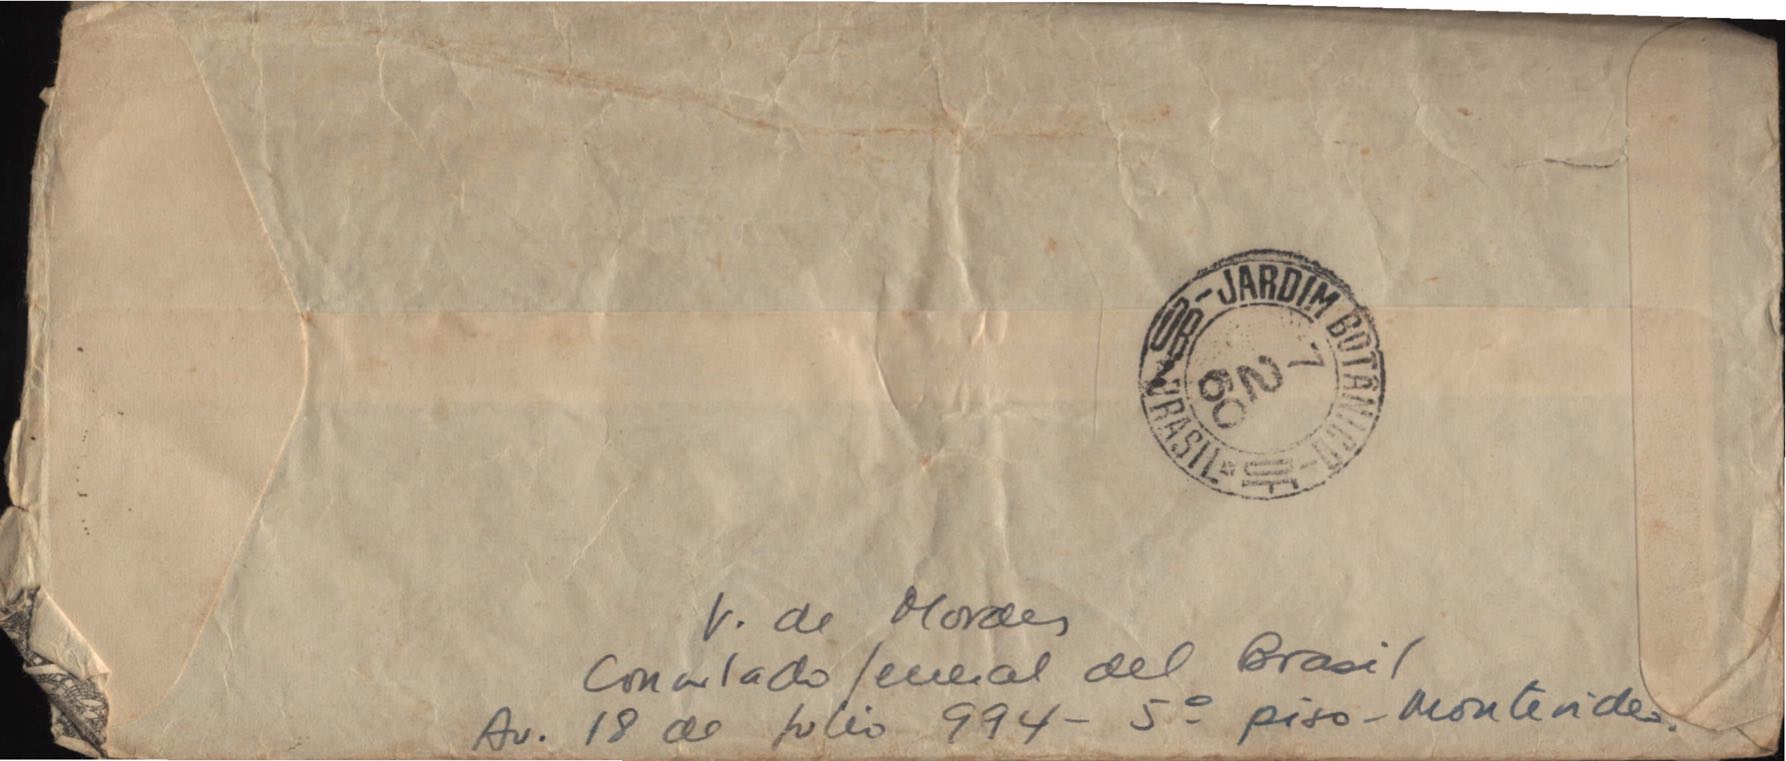 JARDIM BOTÂNICO - DF
BRASIL
7
2
60
V. de Moraes
Consulado General del Brasil
Av. 18 de Julio 994 - 5º piso - Montevideo.